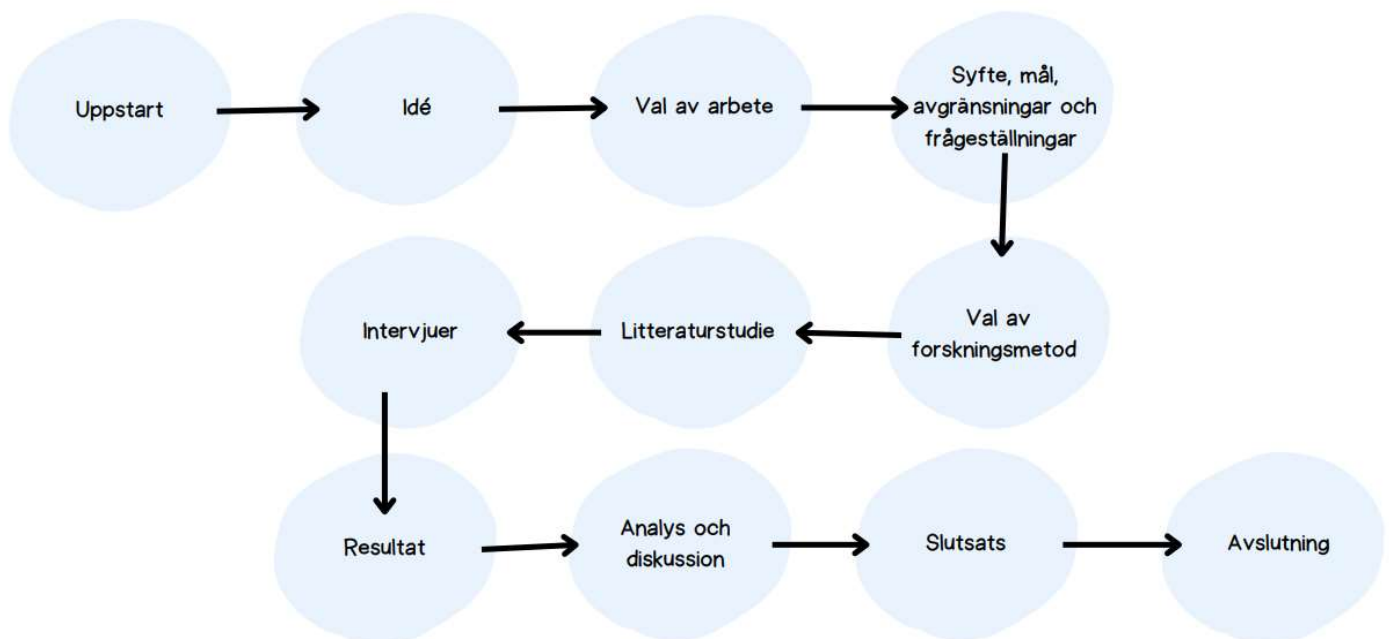 Uppstart
Idé
Val av arbete
Syfte, mål,
avgränsningar och
frågeställningar
Val av
forskningsmetod
Litteraturstudie
Intervjuer
Resultat
Analys och
diskussion
Slutsats
Avslutning